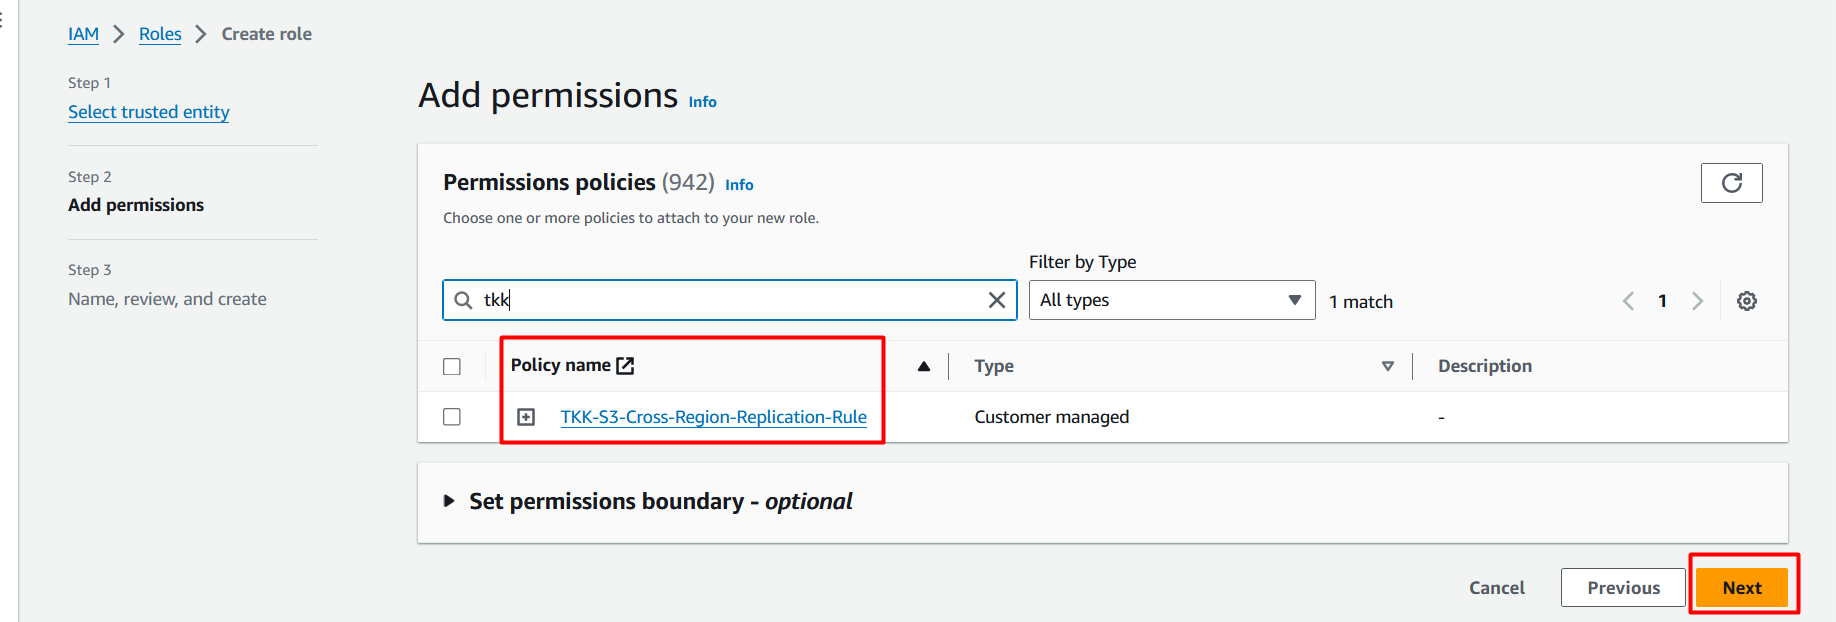 IAM > Roles > Create role
Step 1
Select trusted entity
Step 2
Add permissions
Step 3
Name, review, and create
Add permissions Info
Permissions policies (942) Info
Choose one or more policies to attach to your new role.
Filter by Type
tkk
All types
1 match
1
Policy name
Type
Description
TKK-S3-Cross-Region-Replication-Rule
Customer managed
-
Set permissions boundary - optional
Cancel
Previous
Next